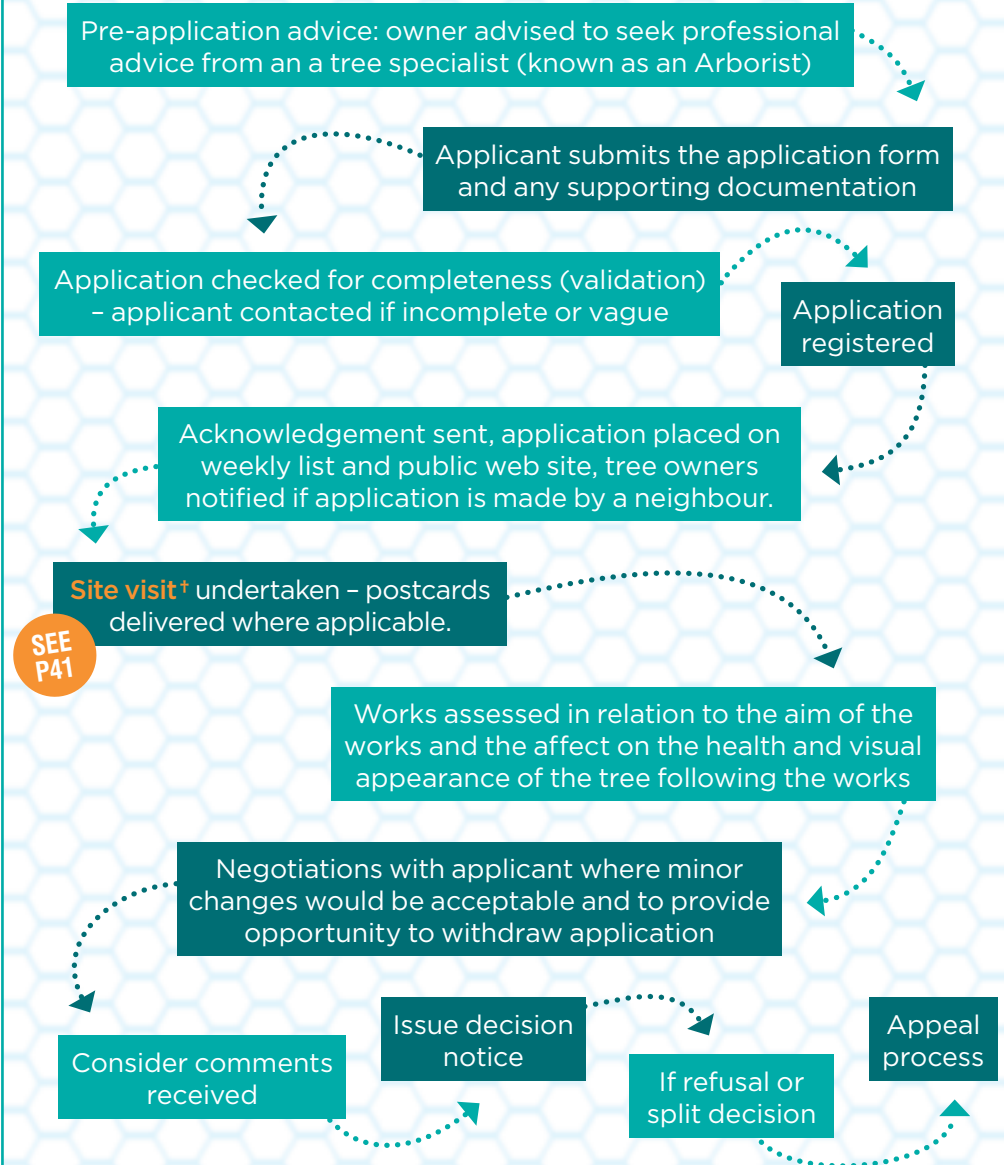 Pre-application advice: owner advised to seek professional
advice from an a tree specialist (known as an Arborist)
Applicant submits the application form
and any supporting documentation
Application checked for completeness (validation)
– applicant contacted if incomplete or vague
Application
registered
Acknowledgement sent, application placed on
weekly list and public web site, tree owners
notified if application is made by a neighbour.
Site visit† undertaken – postcards
delivered where applicable.
SEE
P41
Works assessed in relation to the aim of the
works and the affect on the health and visual
appearance of the tree following the works
Negotiations with applicant where minor
changes would be acceptable and to provide
opportunity to withdraw application
Consider comments
received
Issue decision
notice
If refusal or
split decision
Appeal
process